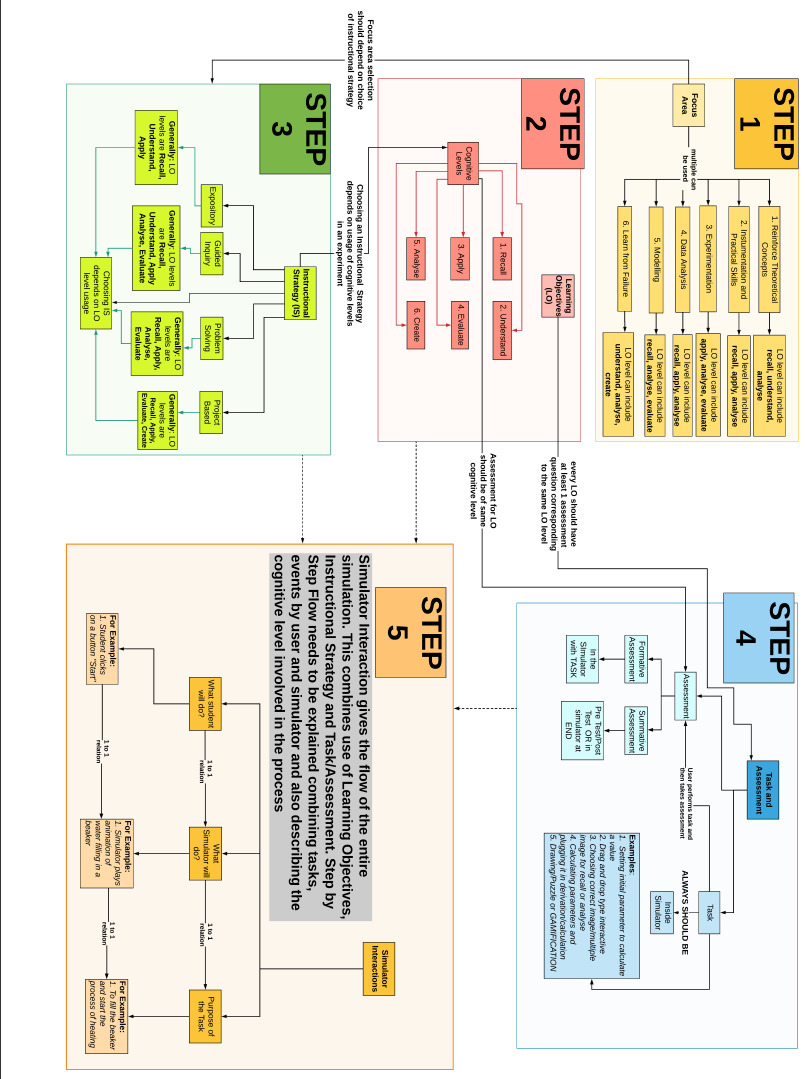 STEP
1
Focus
Area
multiple can
be used
1. Reinforce Theoretical
Concepts
LO level can include
recall, understand,
analyse
2. Instumentation and
Practical Skills
LO level can include
recall, apply, analyse
3. Experimentation
LO level can include
apply, analyse, evaluate
4. Data Analysis
LO level can include
recall, apply, analyse
5. Modelling
LO level can include
recall, analyse, evaluate
6. Learn from Failure
LO level can include
understand, analyse,
create
Focus area selection
should depend on choice
of instructional strategy
STEP
2
Learning
Objectives
(LO)
Cognitive
Levels
1. Recall
2. Understand
3. Apply
4. Evaluate
5. Analyse
6. Create
every LO should have
at least 1 assessment
question corresponding
to the same LO level
Assessment for LO
should be of same
cognitive level
Choosing an Instructional Strategy
depends on usage of cognitive levels
in an experiment
STEP
3
Instructional
Strategy (IS)
Expository
Guided
Inquiry
Problem
Solving
Project
Based
Generally: LO
levels are Recall,
Understand,
Apply
Generally: LO levels
are Recall,
Understand, Apply
Analyse, Evaluate
Generally: LO
levels are
Recall, Apply,
Analyse,
Evaluate
Generally: LO
levels are
Recall, Apply,
Evaluate, Create
Choosing IS
depends on LO
level usage
STEP
4
Task and
Assessment
Assessment
User performs task and
then takes assessment
Task
Formative
Assessment
Summative
Assessment
In the
Simulator
with TASK
Pre Test/Post
Test OR in
simulator at
END
ALWAYS SHOULD BE
Inside
Simulator
Examples:
1. Setting initial parameter to calculate
a value
2. Drag and drop type interactive
3. Choosing correct image/multiple
image for recall or analyse
4. Calculating parameters and
plugging it in derivation/calculation
5. Drawing/Puzzle or GAMIFICATION
STEP
5
Simulator Interaction gives the flow of the entire
simulation. This combines use of Learning Objectives,
Instructional Strategy and Task/Assessment. Step by
Step Flow needs to be explained combining tasks,
events by user and simulator and also describing the
cognitive level involved in the process
Simulator
Interactions
What student
will do?
1 to 1
relation
What
Simulator will
do?
1 to 1
relation
Purpose of
the Task
For Example:
1. Student clicks
on a button "Start"
1 to 1
relation
For Example:
1. Simulator plays
animation of
water filling in a
beaker
1 to 1
relation
For Example:
1. To fill the beaker
and start the
process of heating